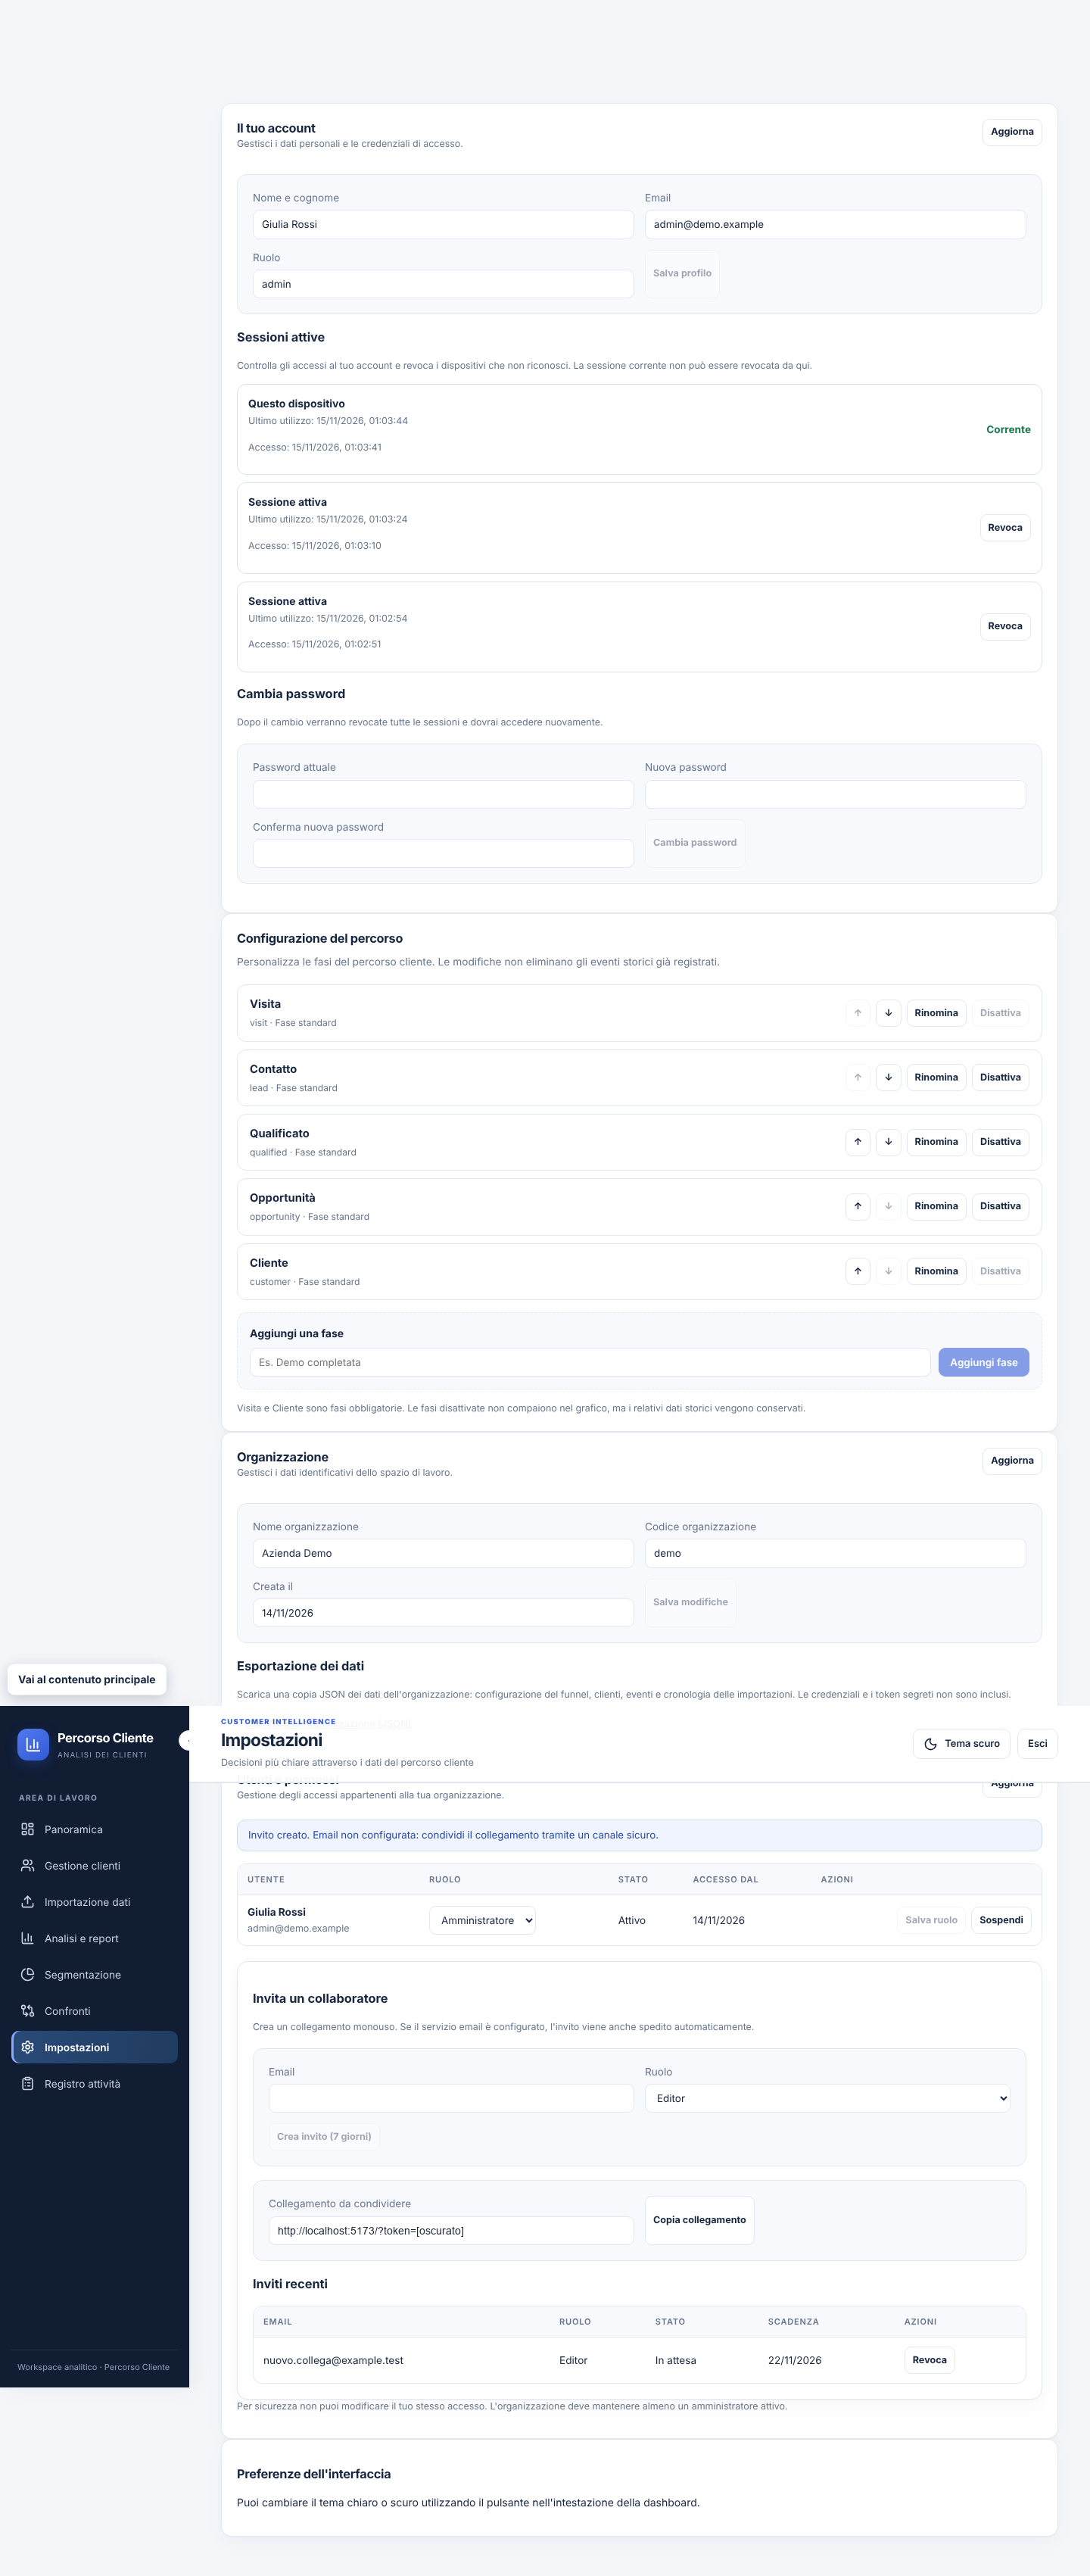 Il tuo account
Gestisci i dati personali e le credenziali di accesso.
Aggiorna
Nome e cognome
Email
Giulia Rossi
admin@demo.example
Ruolo
admin
Salva profilo
Sessioni attive
Controlla gli accessi al tuo account e revoca i dispositivi che non riconosci. La sessione corrente non può essere revocata da qui.
Questo dispositivo
Ultimo utilizzo: 15/11/2026, 01:03:44
Accesso: 15/11/2026, 01:03:41
Corrente
Sessione attiva
Ultimo utilizzo: 15/11/2026, 01:03:24
Accesso: 15/11/2026, 01:03:10
Revoca
Sessione attiva
Ultimo utilizzo: 15/11/2026, 01:02:54
Accesso: 15/11/2026, 01:02:51
Revoca
Cambia password
Dopo il cambio verranno revocate tutte le sessioni e dovrai accedere nuovamente.
Password attuale
Nuova password
Conferma nuova password
Cambia password
Configurazione del percorso
Personalizza le fasi del percorso cliente. Le modifiche non eliminano gli eventi storici già registrati.
Visita
visit · Fase standard
↑ ↓ Rinomina Disattiva
Contatto
lead · Fase standard
↑ ↓ Rinomina Disattiva
Qualificato
qualified · Fase standard
↑ ↓ Rinomina Disattiva
Opportunità
opportunity · Fase standard
↑ ↓ Rinomina Disattiva
Cliente
customer · Fase standard
↑ ↓ Rinomina Disattiva
Aggiungi una fase
Es. Demo completata
Aggiungi fase
Visita e Cliente sono fasi obbligatorie. Le fasi disattivate non compaiono nel grafico, ma i relativi dati storici vengono conservati.
Organizzazione
Gestisci i dati identificativi dello spazio di lavoro.
Aggiorna
Nome organizzazione
Codice organizzazione
Azienda Demo
demo
Creata il
14/11/2026
Salva modifiche
Esportazione dei dati
Scarica una copia JSON dei dati dell'organizzazione: configurazione del funnel, clienti, eventi e cronologia delle importazioni. Le credenziali e i token segreti non sono inclusi.
Vai al contenuto principale
Percorso Cliente
ANALISI DEI CLIENTI
AREA DI LAVORO
Panoramica
Gestione clienti
Importazione dati
Analisi e report
Segmentazione
Confronti
Impostazioni
Registro attività
Workspace analitico · Percorso Cliente
CUSTOMER INTELLIGENCE
Impostazioni
Decisioni più chiare attraverso i dati del percorso cliente
Tema scuro
Esci
Utenti e permessi
Aggiorna
Gestione degli accessi appartenenti alla tua organizzazione.
Invito creato. Email non configurata: condividi il collegamento tramite un canale sicuro.
UTENTE RUOLO STATO ACCESSO DAL AZIONI
Giulia Rossi
admin@demo.example
Amministratore
Attivo
14/11/2026
Salva ruolo
Sospendi
Invita un collaboratore
Crea un collegamento monouso. Se il servizio email è configurato, l'invito viene anche spedito automaticamente.
Email
Ruolo
Editor
Crea invito (7 giorni)
Collegamento da condividere
http://localhost:5173/?token=[oscurato]
Copia collegamento
Inviti recenti
EMAIL RUOLO STATO SCADENZA AZIONI
nuovo.collega@example.test Editor In attesa 22/11/2026 Revoca
Per sicurezza non puoi modificare il tuo stesso accesso. L'organizzazione deve mantenere almeno un amministratore attivo.
Preferenze dell'interfaccia
Puoi cambiare il tema chiaro o scuro utilizzando il pulsante nell'intestazione della dashboard.